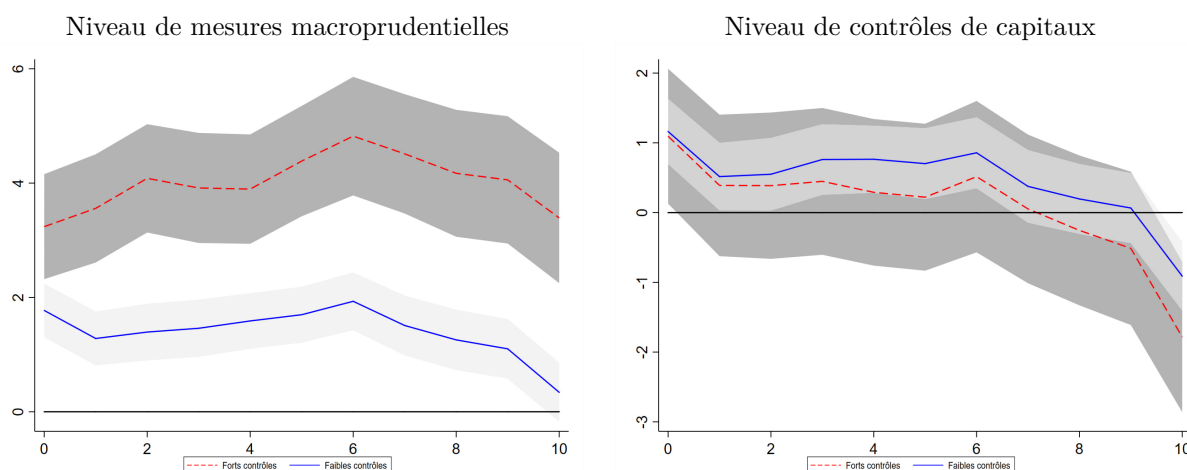 Niveau de mesures macroprudentielles
6
4
2
0
0 2 4 6 8 10
Forts contrôles Faibles contrôles
Niveau de contrôles de capitaux
2
1
0
-1
-2
-3
0 2 4 6 8 10
Forts contrôles Faibles contrôles